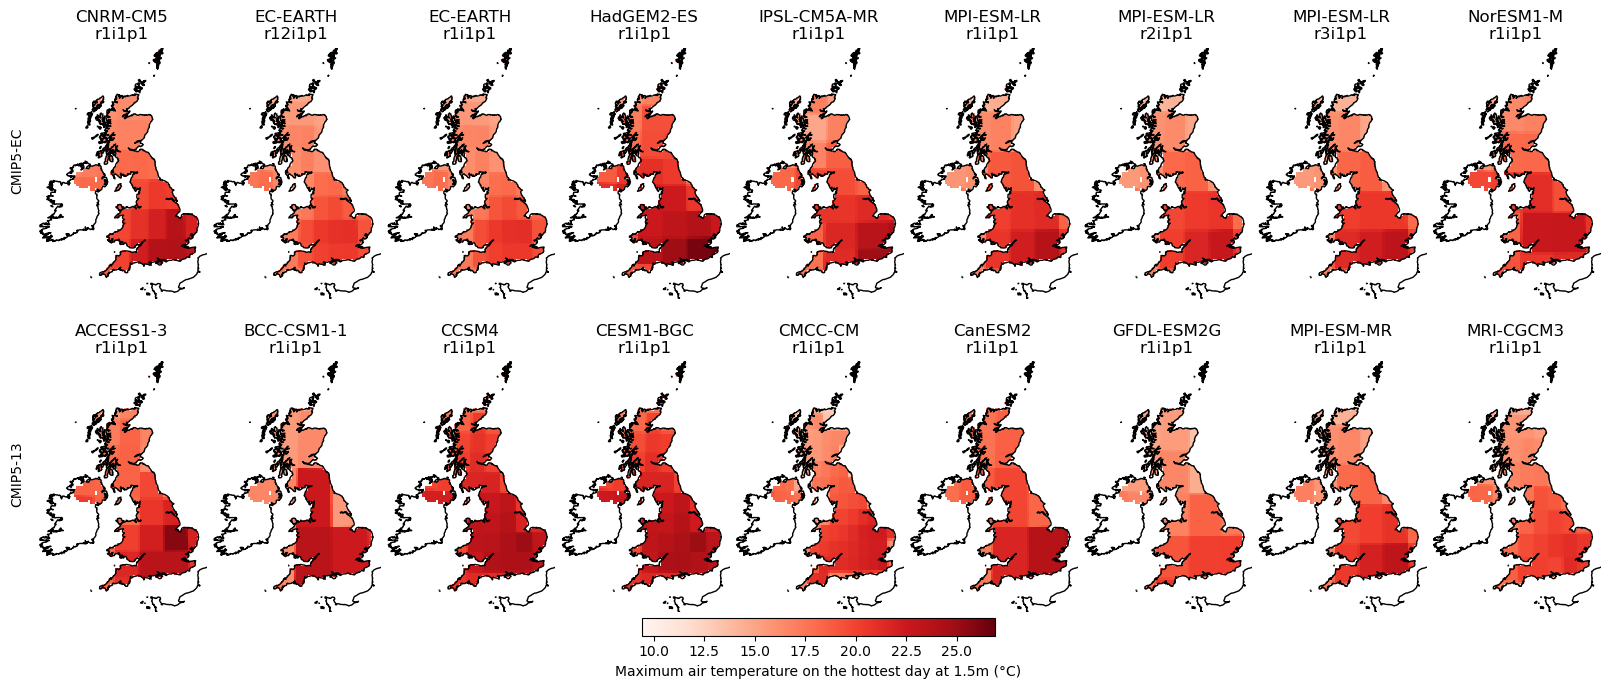 CNRM-CM5
r1i1p1
EC-EARTH
r12i1p1
EC-EARTH
r1i1p1
HadGEM2-ES
r1i1p1
IPSL-CM5A-MR
r1i1p1
MPI-ESM-LR
r1i1p1
MPI-ESM-LR
r2i1p1
MPI-ESM-LR
r3i1p1
NorESM1-M
r1i1p1
CMIP5-EC
ACCESS1-3
r1i1p1
BCC-CSM1-1
r1i1p1
CCSM4
r1i1p1
CESM1-BGC
r1i1p1
CMCC-CM
r1i1p1
CanESM2
r1i1p1
GFDL-ESM2G
r1i1p1
MPI-ESM-MR
r1i1p1
MRI-CGCM3
r1i1p1
CMIP5-13
10.0 12.5 15.0 17.5 20.0 22.5 25.0
Maximum air temperature on the hottest day at 1.5m (°C)